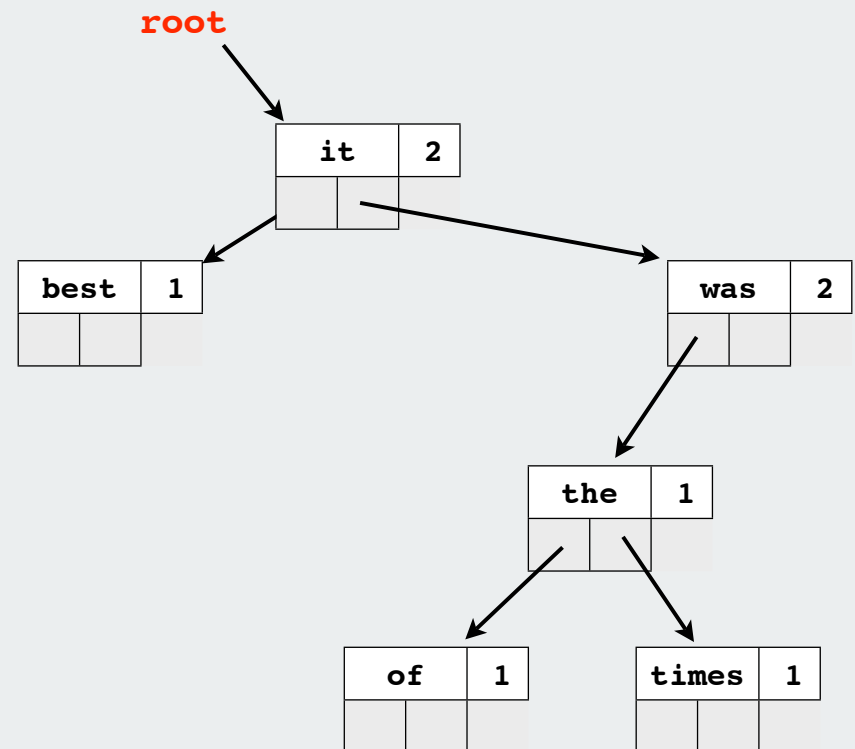 root
it 2
best 1
was 2
the 1
of 1
times 1